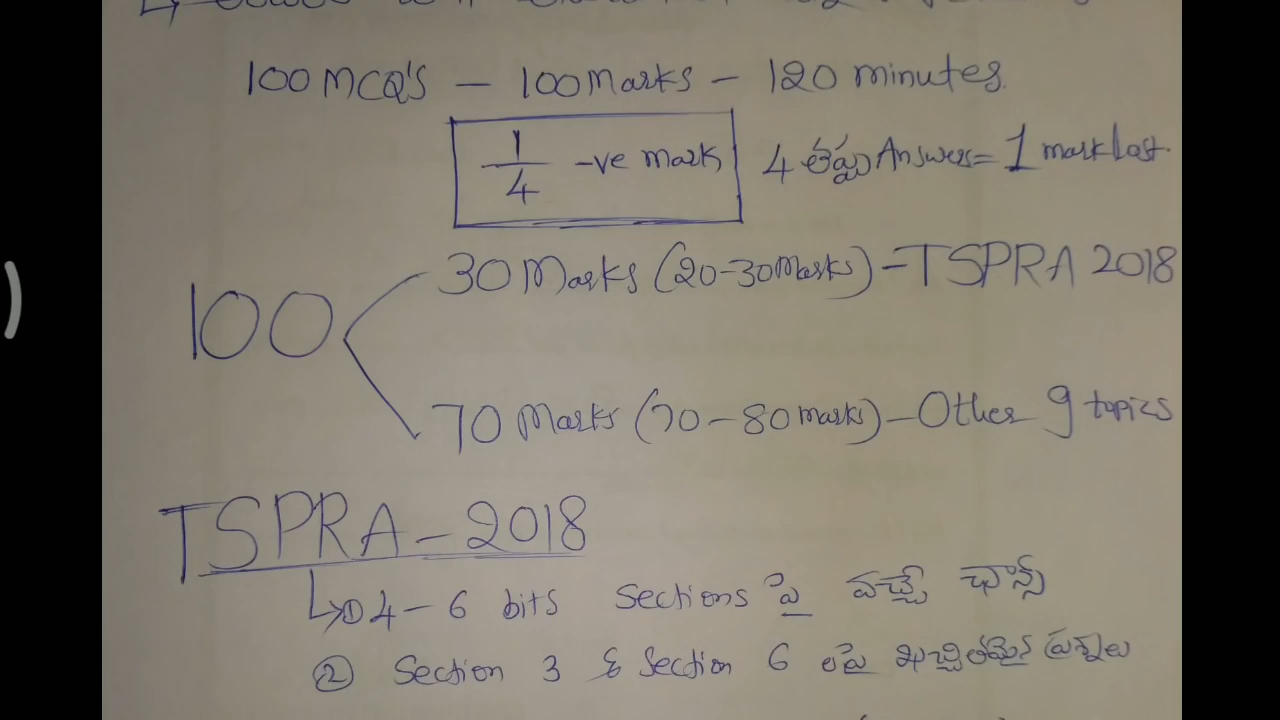 100 MCQ'S - 100 Marks - 120 minutes.
1/4 -ve mark 4 తప్పు Answers = 1 mark Lost.
100
30 Marks (20-30 Marks) - TSPRA 2018
70 Marks (70-80 marks) - Other 9 topics
TSPRA - 2018
↳ ① 4-6 bits Sections పై వచ్చే ఛాన్స్
② Section 3 & Section 6 లపై ఖచ్చితమైన ప్రశ్నలు